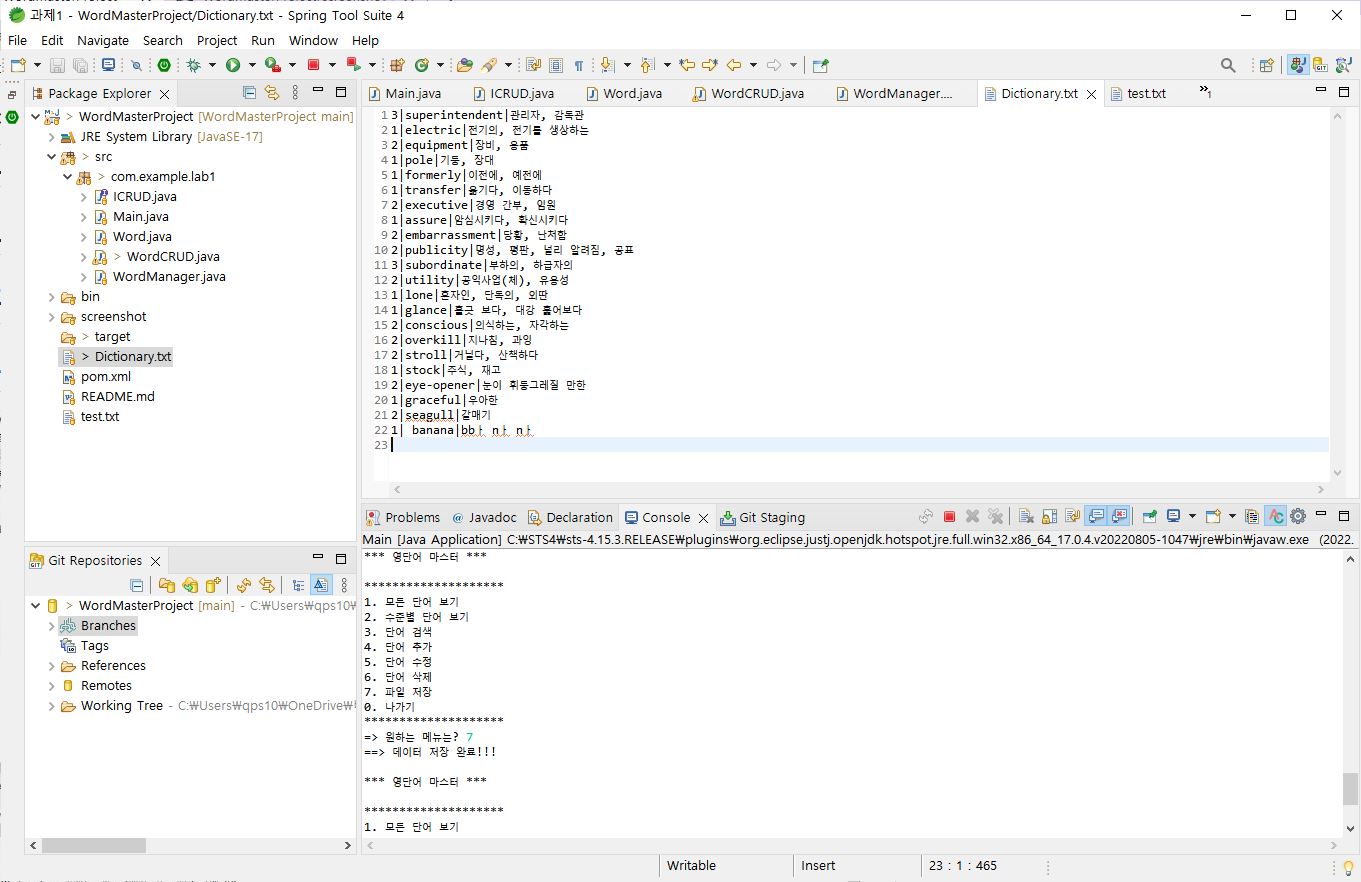 과제1 - WordMasterProject/Dictionary.txt - Spring Tool Suite 4
File Edit Navigate Search Project Run Window Help
Package Explorer
WordMasterProject [WordMasterProject main]
JRE System Library [JavaSE-17]
> src
> com.example.lab1
ICRUD.java
Main.java
Word.java
> WordCRUD.java
WordManager.java
bin
screenshot
> target
> Dictionary.txt
pom.xml
README.md
test.txt
Git Repositories
> WordMasterProject [main] - C:₩Users₩qps10₩
Branches
Tags
References
Remotes
Working Tree - C:₩Users₩qps10₩OneDrive₩
Main.java ICRUD.java Word.java WordCRUD.java WordManager.... Dictionary.txt test.txt »1
1 3|superintendent|관리자, 감독관
2 1|electric|전기의, 전기를 생상하는
3 2|equipment|장비, 용품
4 1|pole|기둥, 장대
5 1|formerly|이전에, 예전에
6 1|transfer|옮기다, 이동하다
7 2|executive|경영 간부, 임원
8 1|assure|암심시키다, 확신시키다
9 2|embarrassment|당황, 난처함
10 2|publicity|명성, 평판, 널리 알려짐, 공표
11 3|subordinate|부하의, 하급자의
12 2|utility|공익사업(체), 유용성
13 1|lone|혼자인, 단독의, 외딴
14 1|glance|흘긋 보다, 대강 훑어보다
15 2|conscious|의식하는, 자각하는
16 2|overkill|지나침, 과잉
17 2|stroll|거닐다, 산책하다
18 1|stock|주식, 재고
19 2|eye-opener|눈이 휘둥그레질 만한
20 1|graceful|우아한
21 2|seagull|갈매기
22 1| banana|bbㅏ nㅏ nㅏ
23
Problems Javadoc Declaration Console Git Staging
Main [Java Application] C:₩STS4₩sts-4.15.3.RELEASE₩plugins₩org.eclipse.justj.openjdk.hotspot.jre.full.win32.x86_64_17.0.4.v20220805-1047₩jre₩bin₩javaw.exe (2022.
*** 영단어 마스터 ***
********************
1. 모든 단어 보기
2. 수준별 단어 보기
3. 단어 검색
4. 단어 추가
5. 단어 수정
6. 단어 삭제
7. 파일 저장
0. 나가기
********************
=> 원하는 메뉴는? 7
==> 데이터 저장 완료!!!
*** 영단어 마스터 ***
********************
1. 모든 단어 보기
Writable Insert 23 : 1 : 465